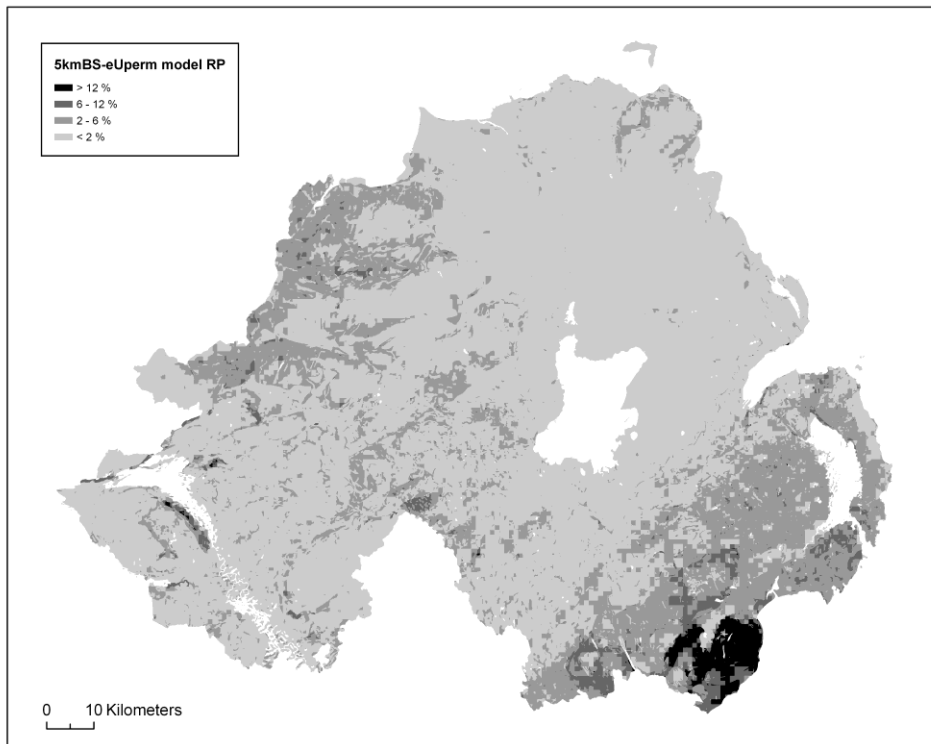 5kmBS-eUperm model RP
> 12 %
6 - 12 %
2 - 6 %
< 2 %
0 10 Kilometers